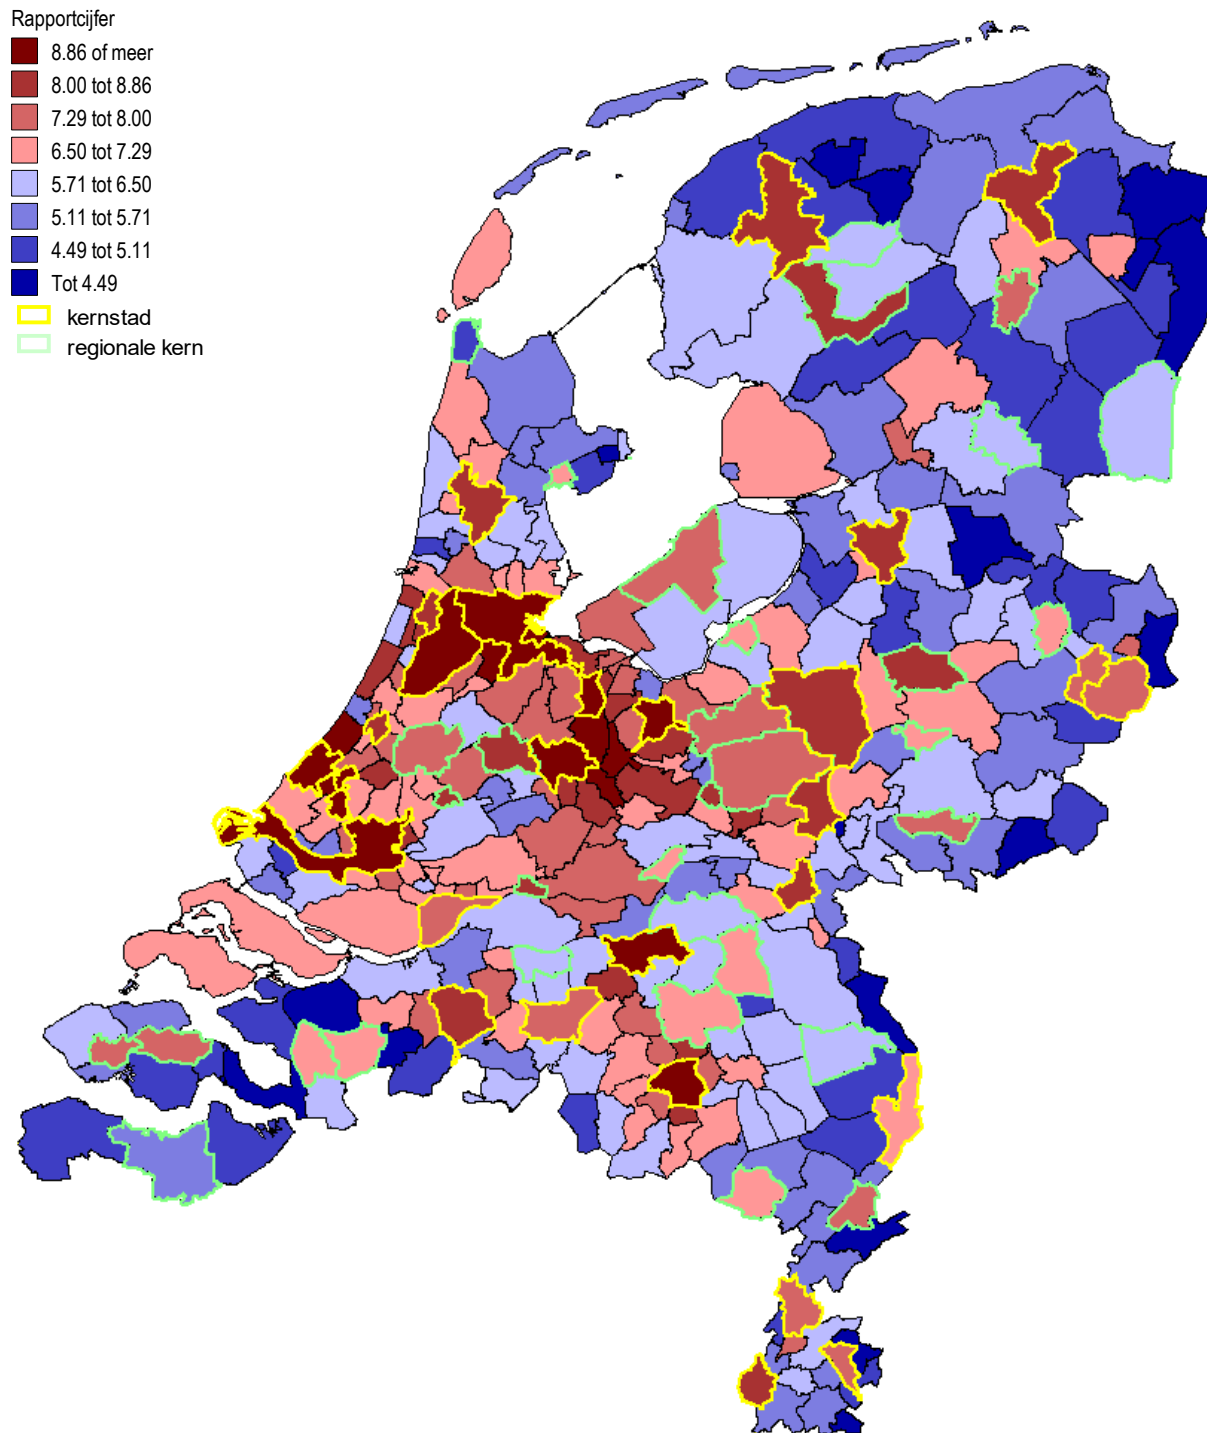 Rapportcijfer
8.86 of meer
8.00 tot 8.86
7.29 tot 8.00
6.50 tot 7.29
5.71 tot 6.50
5.11 tot 5.71
4.49 tot 5.11
Tot 4.49
kernstad
regionale kern